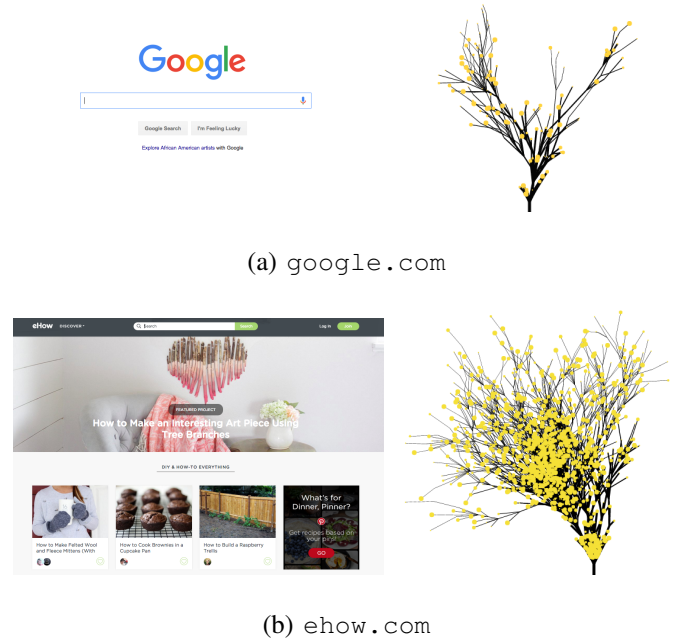 Google
Google Search I'm Feeling Lucky
Explore African American artists with Google
(a) google.com
eHow DISCOVER
Search Search Log In Join
FEATURED PROJECT
How to Make an Interesting Art Piece Using
Tree Branches
DIY & HOW-TO EVERYTHING
What's for
Dinner, Pinner?
Get recipes based on
your pins!
GO
How to Make Felted Wool
and Fleece Mittens (With
How to Cook Brownies in a
Cupcake Pan
How to Build a Raspberry
Trellis
(b) ehow.com